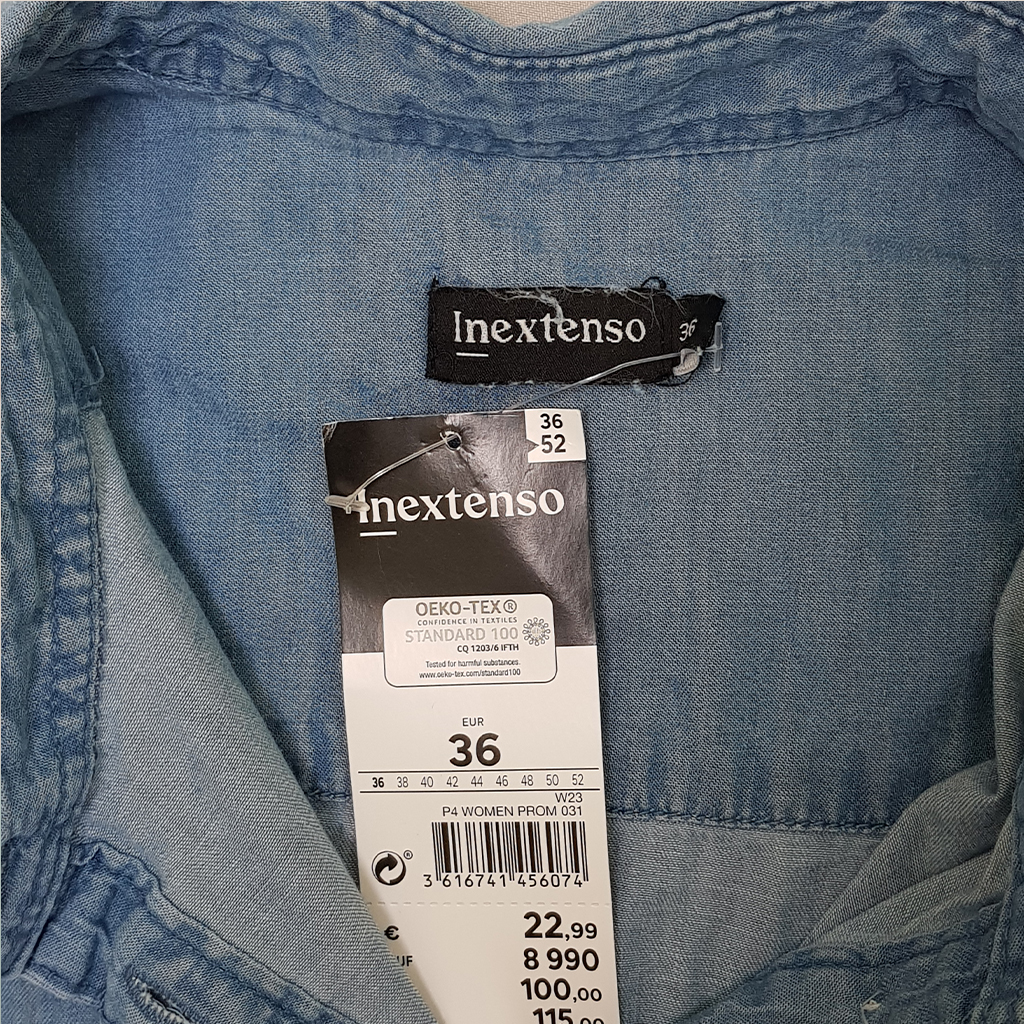 Inextenso 36
36
52
Inextenso
OEKO-TEX®
CONFIDENCE IN TEXTILES
STANDARD 100
CQ 1203/6 IFTH
Tested for harmful substances.
www.oeko-tex.com/standard100
EUR
36
36 38 40 42 44 46 48 50 52
W23
P4 WOMEN PROM 031
®
3 616741 456074
€ 22,99
8 990
100,00
115,00